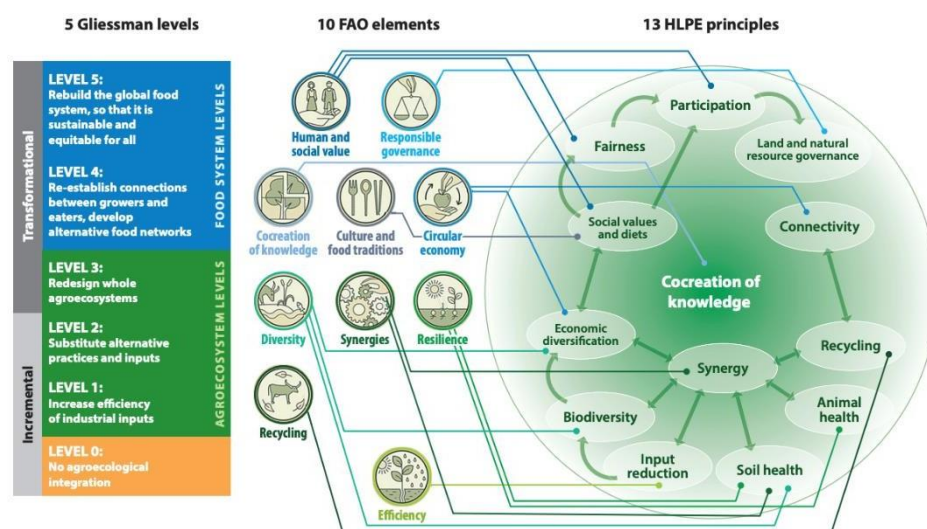 5 Gliessman levels
10 FAO elements
13 HLPE principles
Transformational
Incremental
FOOD SYSTEM LEVELS
AGROECOSYSTEM LEVELS
LEVEL 5:
Rebuild the global food
system, so that it is
sustainable and
equitable for all
LEVEL 4:
Re-establish connections
between growers and
eaters, develop
alternative food networks
LEVEL 3:
Redesign whole
agroecosystems
LEVEL 2:
Substitute alternative
practices and inputs
LEVEL 1:
Increase efficiency
of industrial inputs
LEVEL 0:
No agroecological
integration
Human and
social value
Responsible
governance
Cocreation
of knowledge
Culture and
food traditions
Circular
economy
Diversity
Synergies
Resilience
Recycling
Efficiency
Participation
Fairness
Land and natural
resource governance
Social values
and diets
Connectivity
Cocreation of
knowledge
Economic
diversification
Recycling
Synergy
Animal
health
Biodiversity
Input
reduction
Soil health